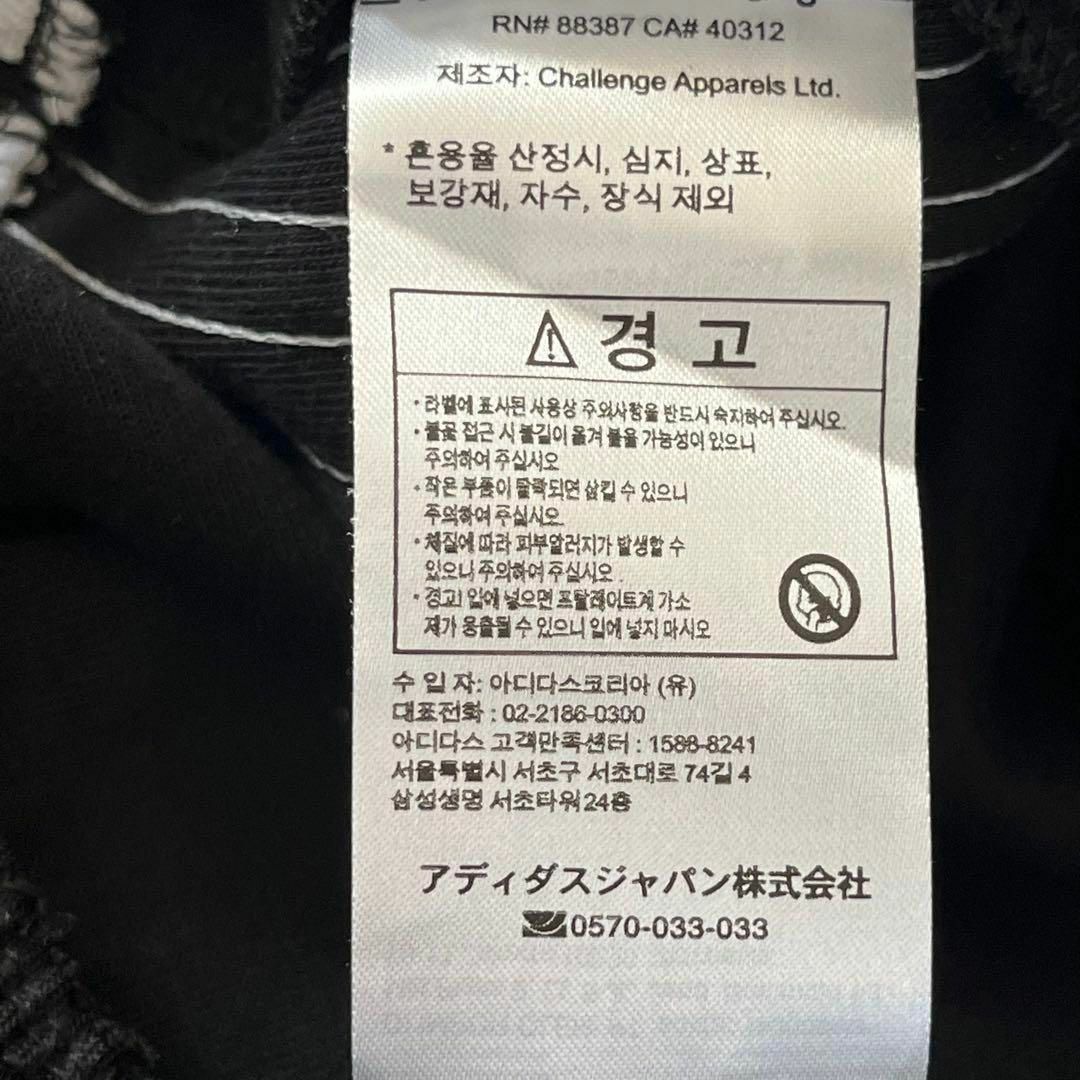 RN# 88387 CA# 40312
제조자: Challenge Apparels Ltd.
* 혼용율 산정시, 심지, 상표,
보강재, 자수, 장식 제외
경 고
• 라벨에 표시된 사용상 주의사항을 반드시 숙지하여 주십시오.
• 불꽃 접근 시 불길이 옮겨 붙을 가능성이 있으니
주의하여 주십시오
• 작은 부품이 탈락되면 삼킬 수 있으니
주의하여 주십시오.
• 체질에 따라 피부알러지가 발생할 수
있으니 주의하여 주십시오.
• 경고! 입에 넣으면 프탈레이트계 가소
제가 용출될 수 있으니 입에 넣지 마시오
수 입 자: 아디다스코리아 (유)
대표전화 : 02-2186-0300
아디다스 고객만족센터 : 1588-8241
서울특별시 서초구 서초대로 74길 4
삼성생명 서초타워 24층
アディダスジャパン株式会社
0570-033-033